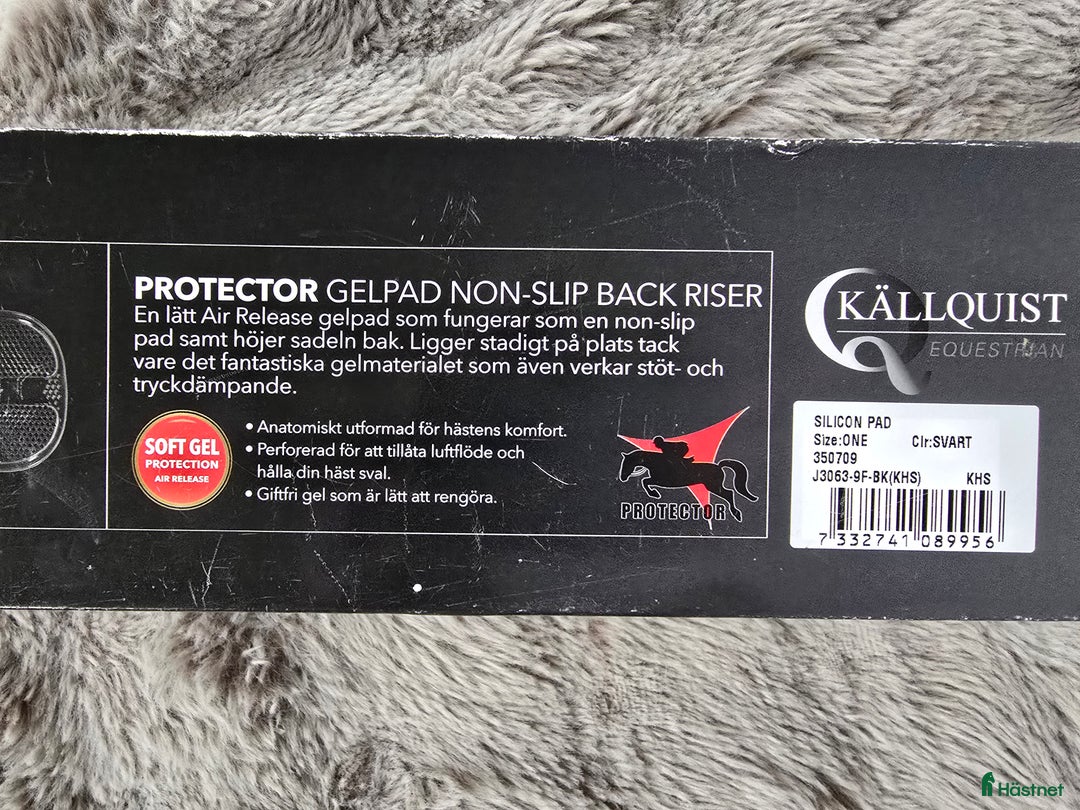 PROTECTOR GELPAD NON-SLIP BACK RISER
En lätt Air Release gelpad som fungerar som en non-slip
pad samt höjer sadeln bak. Ligger stadigt på plats tack
vare det fantastiska gelmaterialet som även verkar stöt- och
tryckdämpande.
SOFT GEL
PROTECTION
AIR RELEASE
• Anatomiskt utformad för hästens komfort.
• Perforerad för att tillåta luftflöde och
hålla din häst sval.
• Giftfri gel som är lätt att rengöra.
PROTECTOR
KÄLLQUIST
EQUESTRIAN
SILICON PAD
Size:ONE Clr:SVART
350709
J3063-9F-BK(KHS) KHS
7 332741 089956
Hästnet